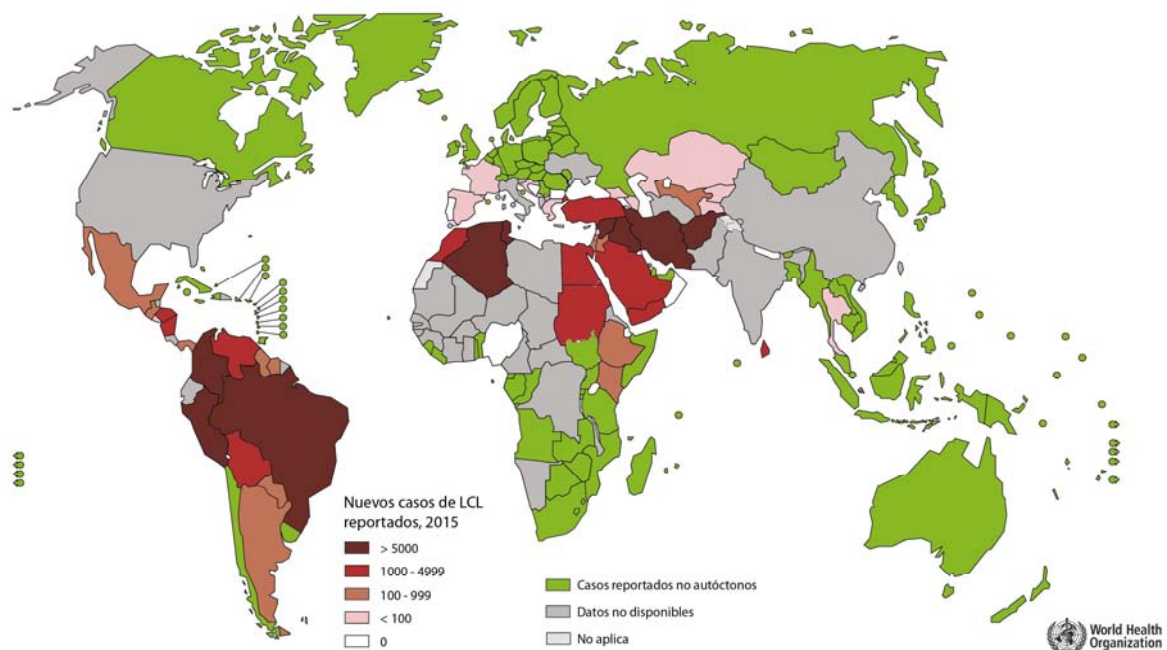 Nuevos casos de LCL
reportados, 2015
> 5000
1000 - 4999
100 - 999
< 100
0
Casos reportados no autóctonos
Datos no disponibles
No aplica
World Health
Organization